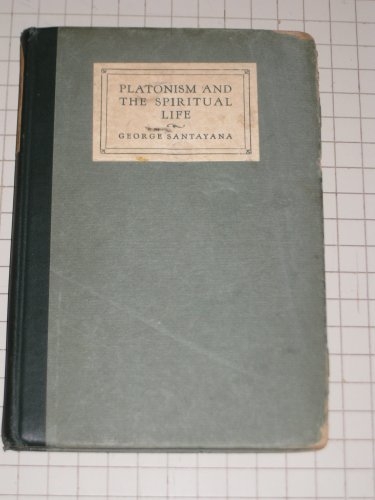 PLATONISM AND
THE SPIRITUAL
LIFE
GEORGE SANTAYANA